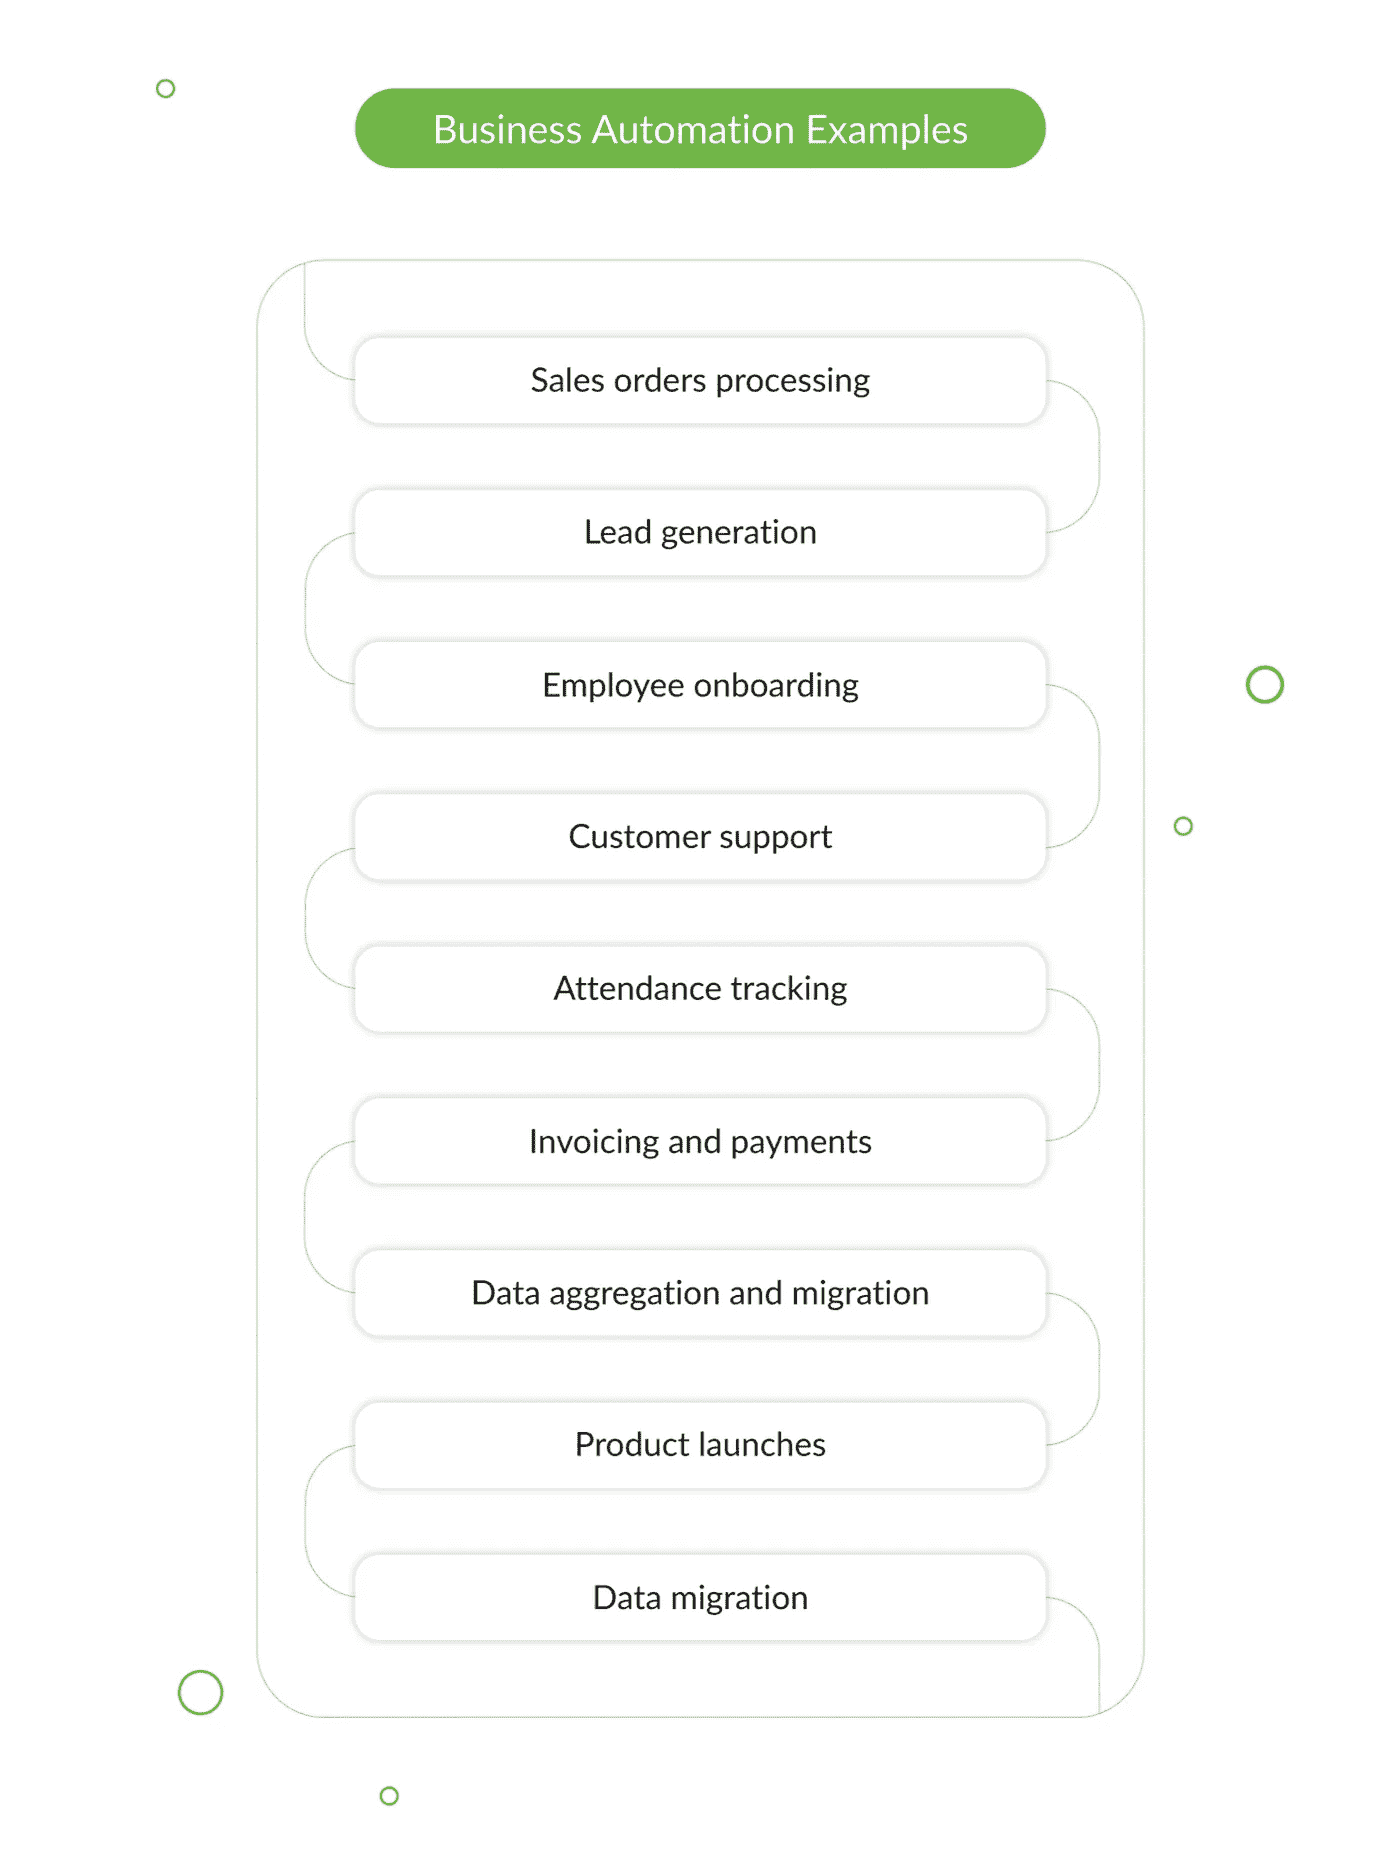 Business Automation Examples
Sales orders processing
Lead generation
Employee onboarding
Customer support
Attendance tracking
Invoicing and payments
Data aggregation and migration
Product launches
Data migration